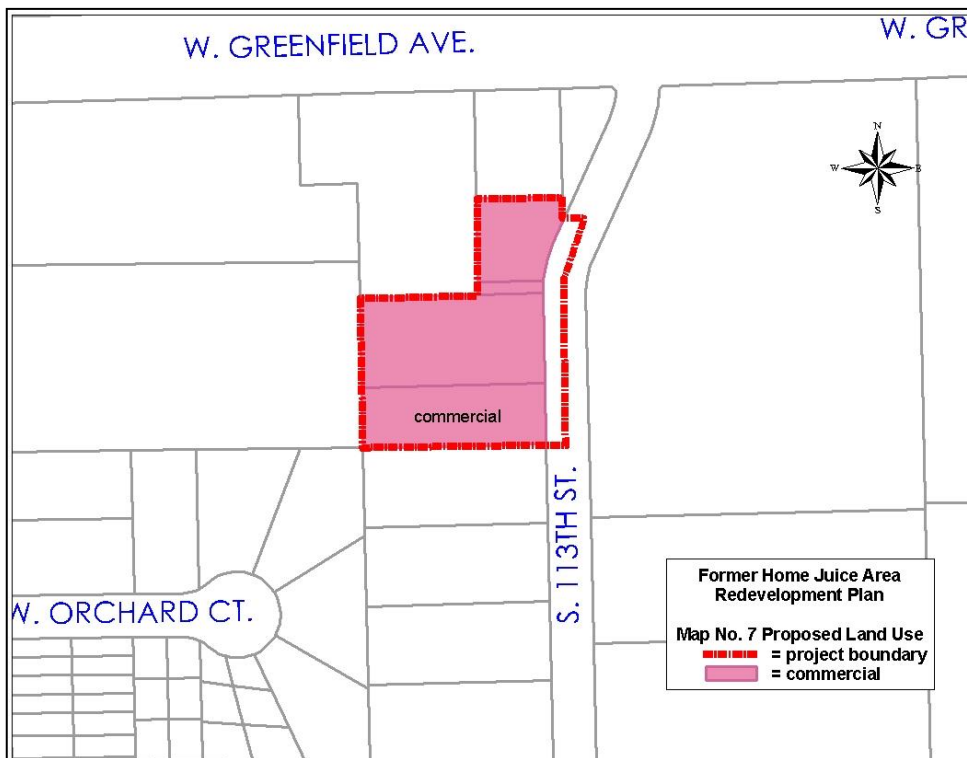 W. GREENFIELD AVE.
W. GR
N
W
E
S
commercial
S. 113TH ST.
W. ORCHARD CT.
Former Home Juice Area
Redevelopment Plan
Map No. 7 Proposed Land Use
= project boundary
= commercial